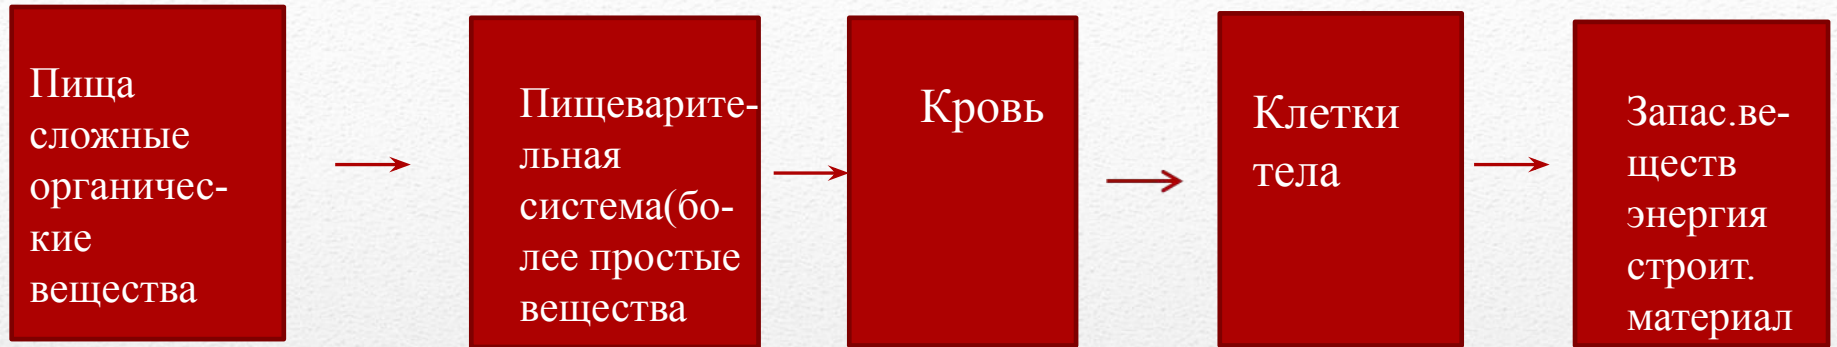 Пища
сложные
органичес-
кие
вещества
Пищеварите-
льная
система(бо-
лее простые
вещества
Кровь
Клетки
тела
Запас.ве-
ществ
энергия
строит.
материал